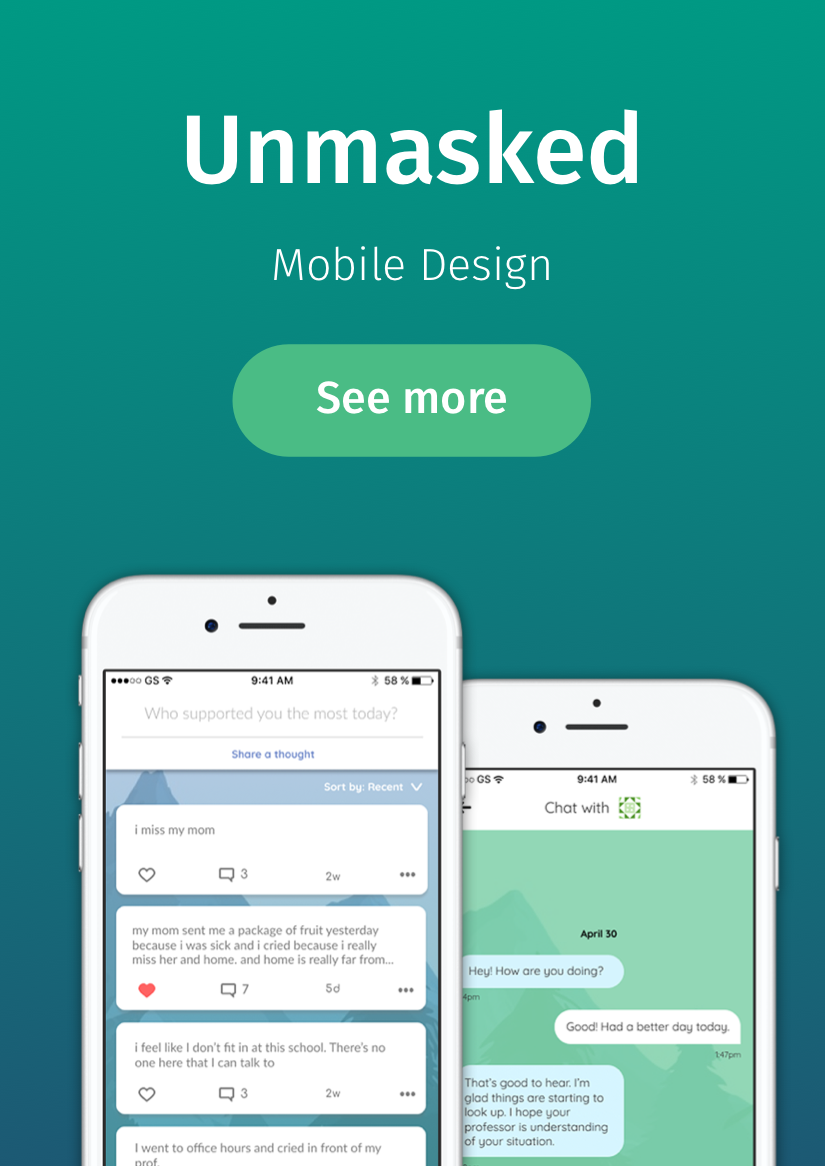 Unmasked
Mobile Design
See more
GS 9:41 AM 58 %
Who supported you the most today?
Share a thought
Sort by: Recent
i miss my mom
3 2w
my mom sent me a package of fruit yesterday
because i was sick and i cried because i really
miss her and home. and home is really far from...
7 5d
i feel like I don't fit in at this school. There's no
one here that I can talk to
3 2w
I went to office hours and cried in front of my
prof.
GS 9:41 AM 58 %
Chat with
April 30
Hey! How are you doing?
4pm
Good! Had a better day today.
1:47pm
That's good to hear. I'm
glad things are starting to
look up. I hope your
professor is understanding
of your situation.